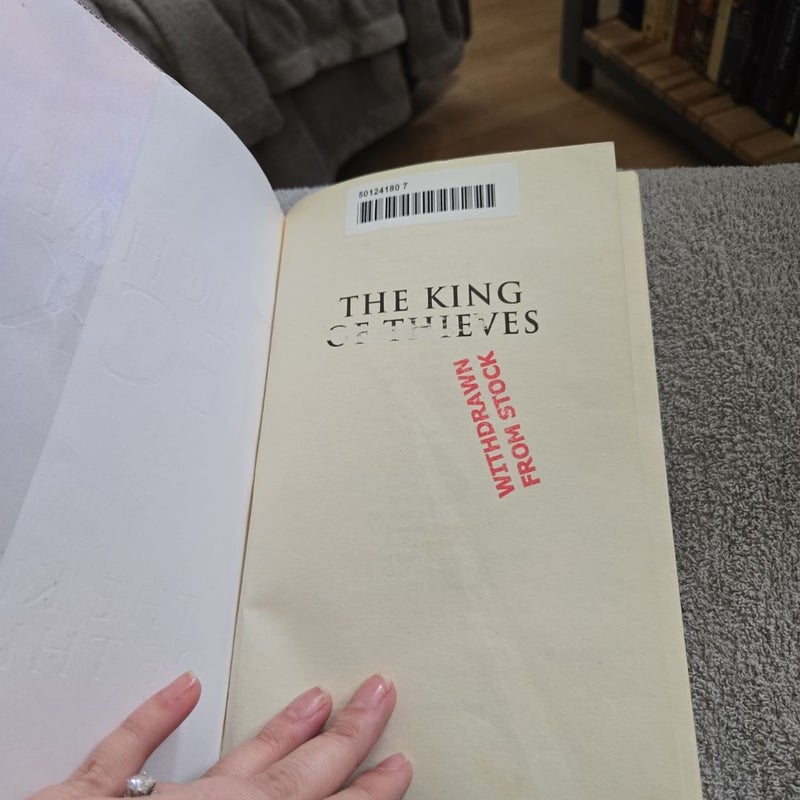 50124180 7
THE KING
OF THIEVES
WITHDRAWN
FROM STOCK